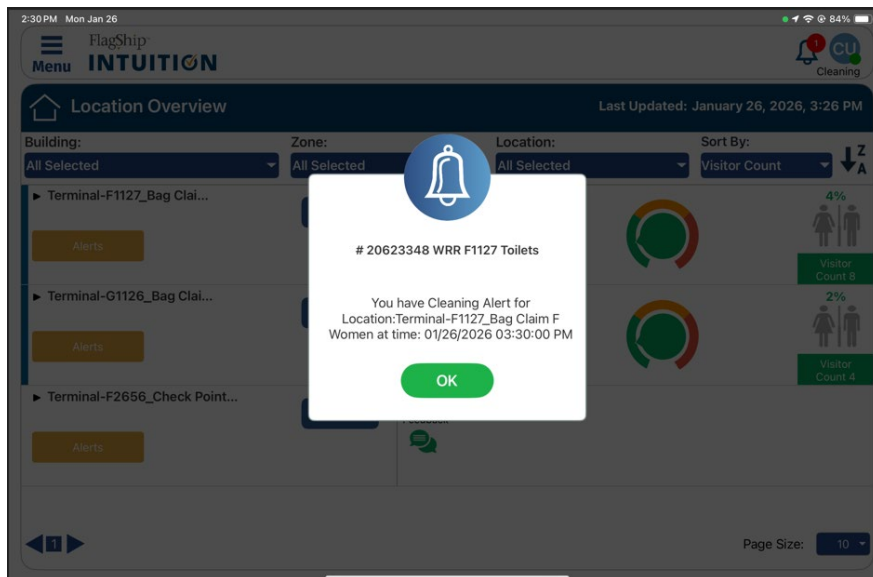 2:30 PM Mon Jan 26
84%
Menu
FlagShip
INTUITION
1
CU
Cleaning
Location Overview
Last Updated: January 26, 2026, 3:26 PM
Building:
Zone:
Location:
Sort By:
All Selected
All Selected
All Selected
Visitor Count
Z
A
Terminal-F1127_Bag Clai...
Alerts
4%
Visitor
Count 8
Terminal-G1126_Bag Clai...
Alerts
2%
Visitor
Count 4
Terminal-F2656_Check Point...
Alerts
# 20623348 WRR F1127 Toilets
You have Cleaning Alert for
Location:Terminal-F1127_Bag Claim F
Women at time: 01/26/2026 03:30:00 PM
OK
1
Page Size:
10